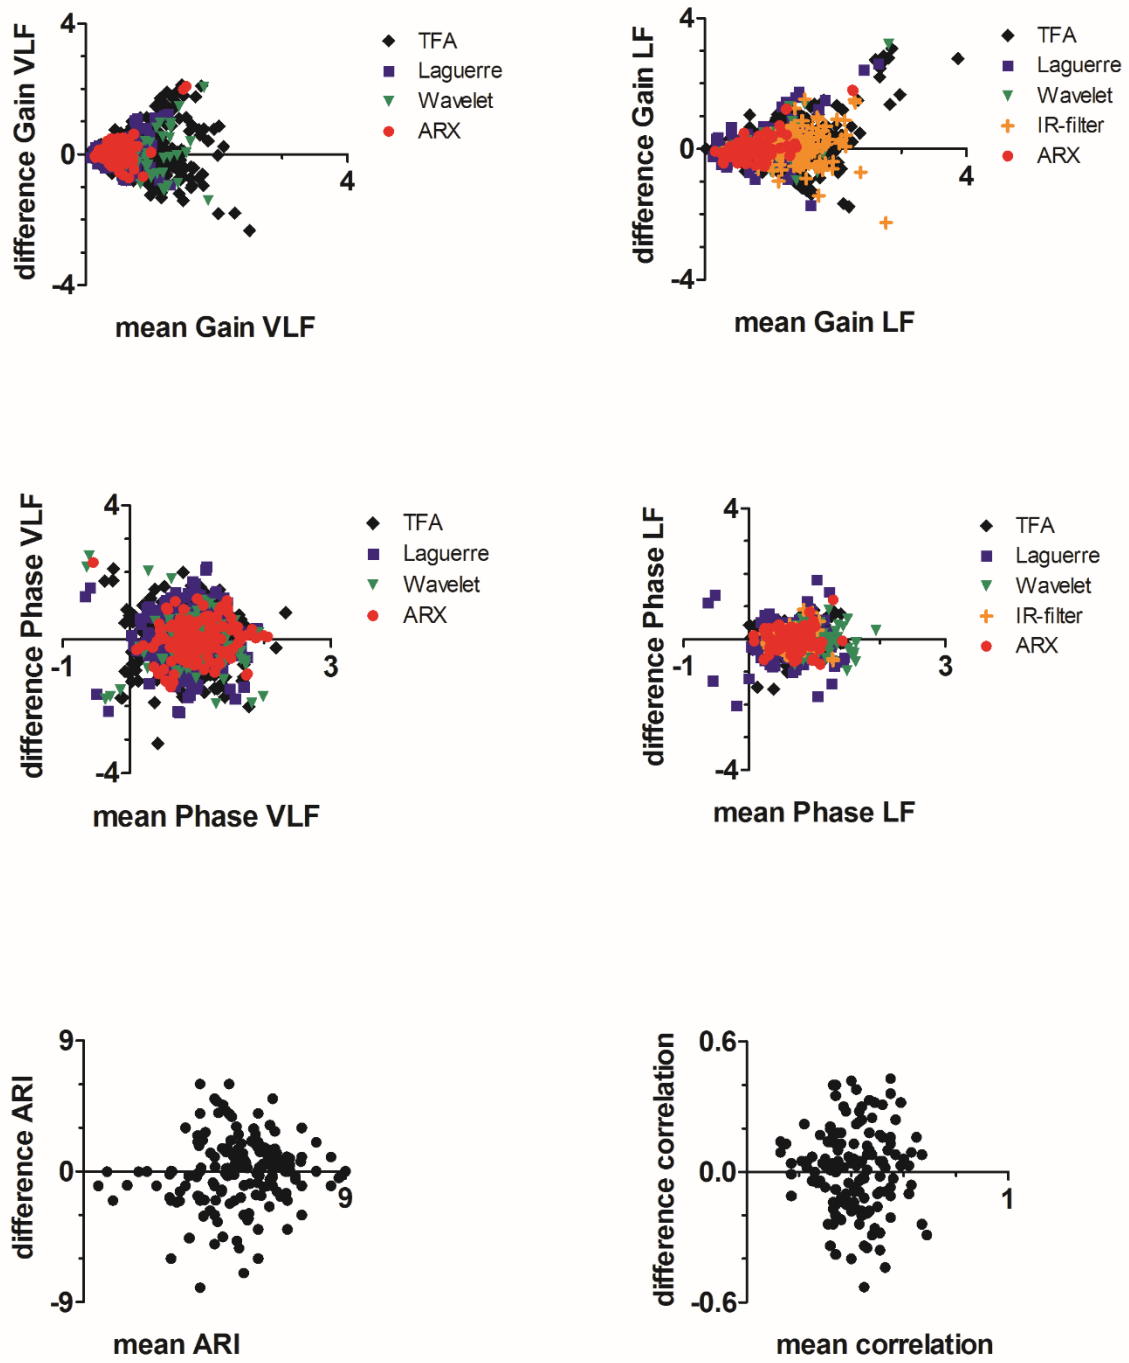 difference Gain VLF
4
0
-4
4
mean Gain VLF
TFA
Laguerre
Wavelet
ARX
difference Gain LF
4
0
-4
4
mean Gain LF
TFA
Laguerre
Wavelet
IR-filter
ARX
difference Phase VLF
4
-4
-1
3
mean Phase VLF
TFA
Laguerre
Wavelet
ARX
difference Phase LF
4
-4
-1
3
mean Phase LF
TFA
Laguerre
Wavelet
IR-filter
ARX
difference ARI
9
0
-9
9
mean ARI
difference correlation
0.6
0.0
-0.6
1
mean correlation